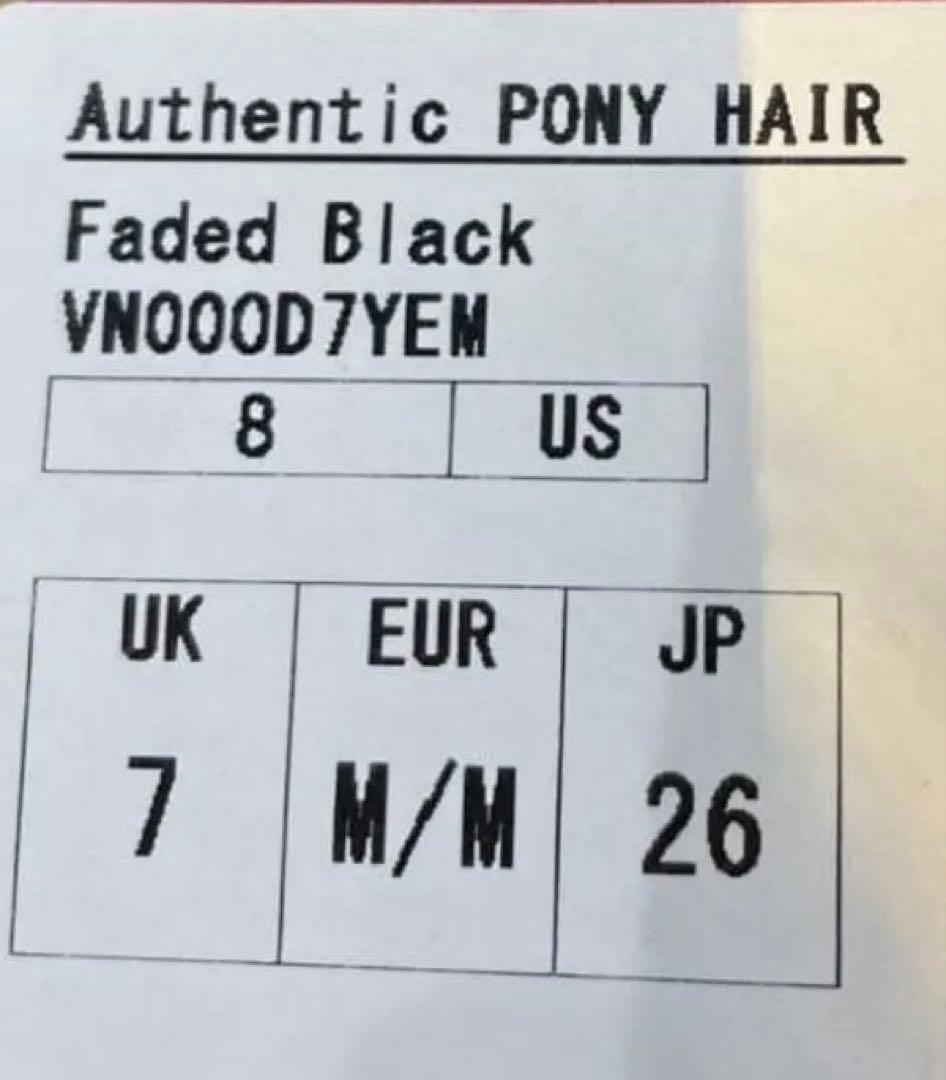 Authentic PONY HAIR
Faded Black
VN000D7YEM
8 US
UK EUR JP
7 M/M 26